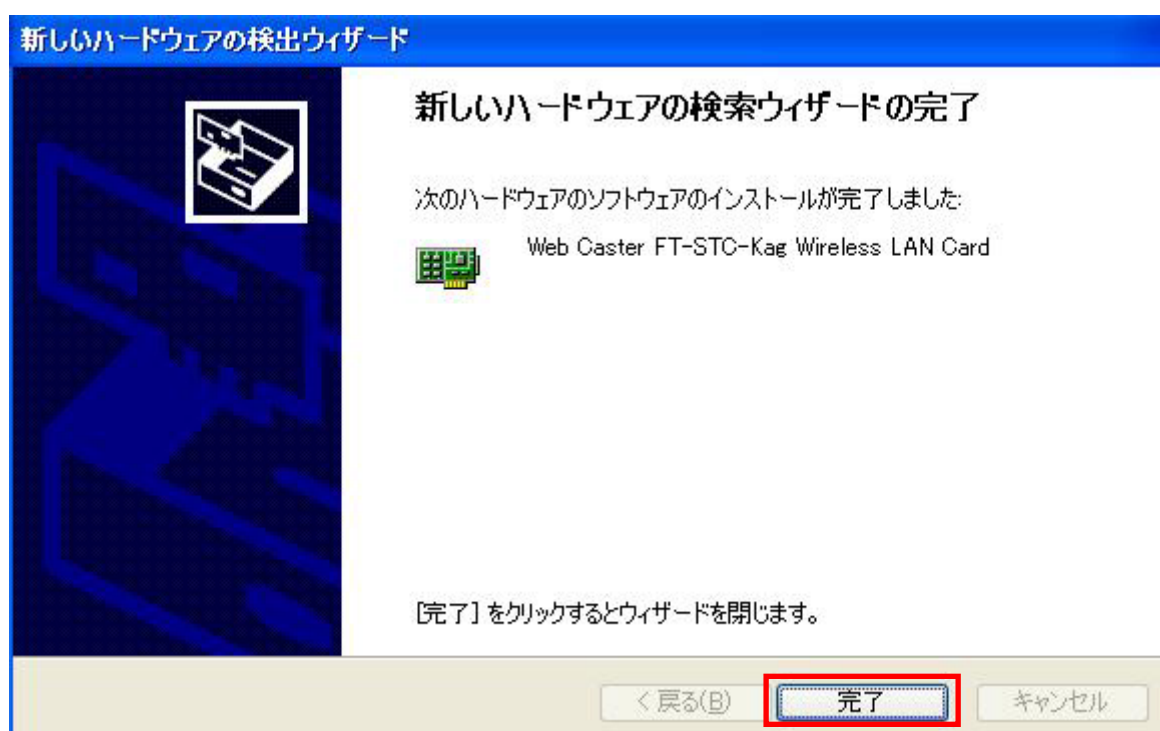 新しいハードウェアの検出ウィザード
新しいハードウェアの検索ウィザードの完了
次のハードウェアのソフトウェアのインストールが完了しました:
Web Caster FT-STC-Kag Wireless LAN Card
[完了] をクリックするとウィザードを閉じます。
< 戻る(B) 完了 キャンセル